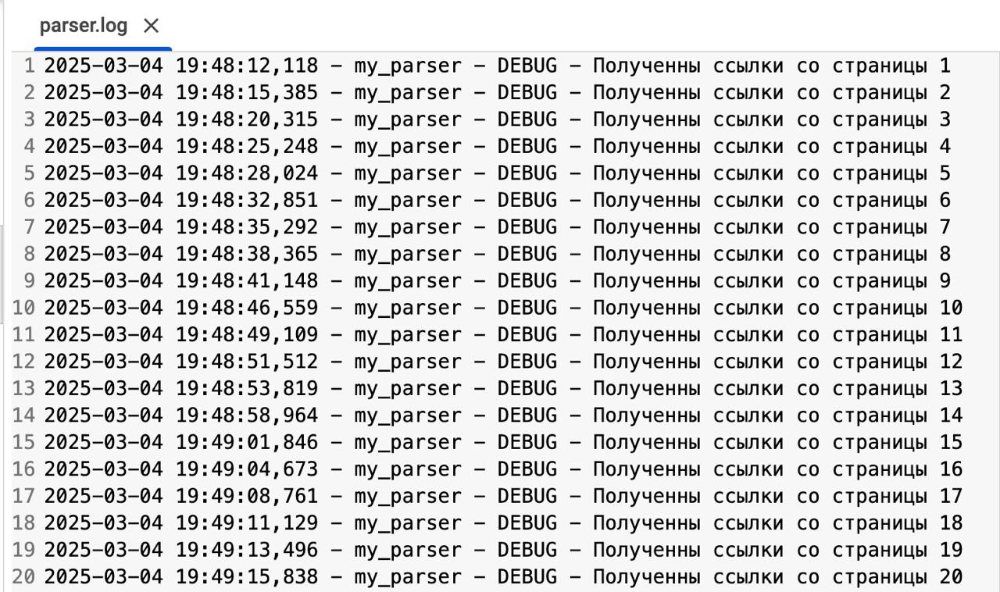 parser.log
1 2025-03-04 19:48:12,118 - my_parser - DEBUG - Полученны ссылки со страницы 1
2 2025-03-04 19:48:15,385 - my_parser - DEBUG - Полученны ссылки со страницы 2
3 2025-03-04 19:48:20,315 - my_parser - DEBUG - Полученны ссылки со страницы 3
4 2025-03-04 19:48:25,248 - my_parser - DEBUG - Полученны ссылки со страницы 4
5 2025-03-04 19:48:28,024 - my_parser - DEBUG - Полученны ссылки со страницы 5
6 2025-03-04 19:48:32,851 - my_parser - DEBUG - Полученны ссылки со страницы 6
7 2025-03-04 19:48:35,292 - my_parser - DEBUG - Полученны ссылки со страницы 7
8 2025-03-04 19:48:38,365 - my_parser - DEBUG - Полученны ссылки со страницы 8
9 2025-03-04 19:48:41,148 - my_parser - DEBUG - Полученны ссылки со страницы 9
10 2025-03-04 19:48:46,559 - my_parser - DEBUG - Полученны ссылки со страницы 10
11 2025-03-04 19:48:49,109 - my_parser - DEBUG - Полученны ссылки со страницы 11
12 2025-03-04 19:48:51,512 - my_parser - DEBUG - Полученны ссылки со страницы 12
13 2025-03-04 19:48:53,819 - my_parser - DEBUG - Полученны ссылки со страницы 13
14 2025-03-04 19:48:58,964 - my_parser - DEBUG - Полученны ссылки со страницы 14
15 2025-03-04 19:49:01,846 - my_parser - DEBUG - Полученны ссылки со страницы 15
16 2025-03-04 19:49:04,673 - my_parser - DEBUG - Полученны ссылки со страницы 16
17 2025-03-04 19:49:08,761 - my_parser - DEBUG - Полученны ссылки со страницы 17
18 2025-03-04 19:49:11,129 - my_parser - DEBUG - Полученны ссылки со страницы 18
19 2025-03-04 19:49:13,496 - my_parser - DEBUG - Полученны ссылки со страницы 19
20 2025-03-04 19:49:15,838 - my_parser - DEBUG - Полученны ссылки со страницы 20